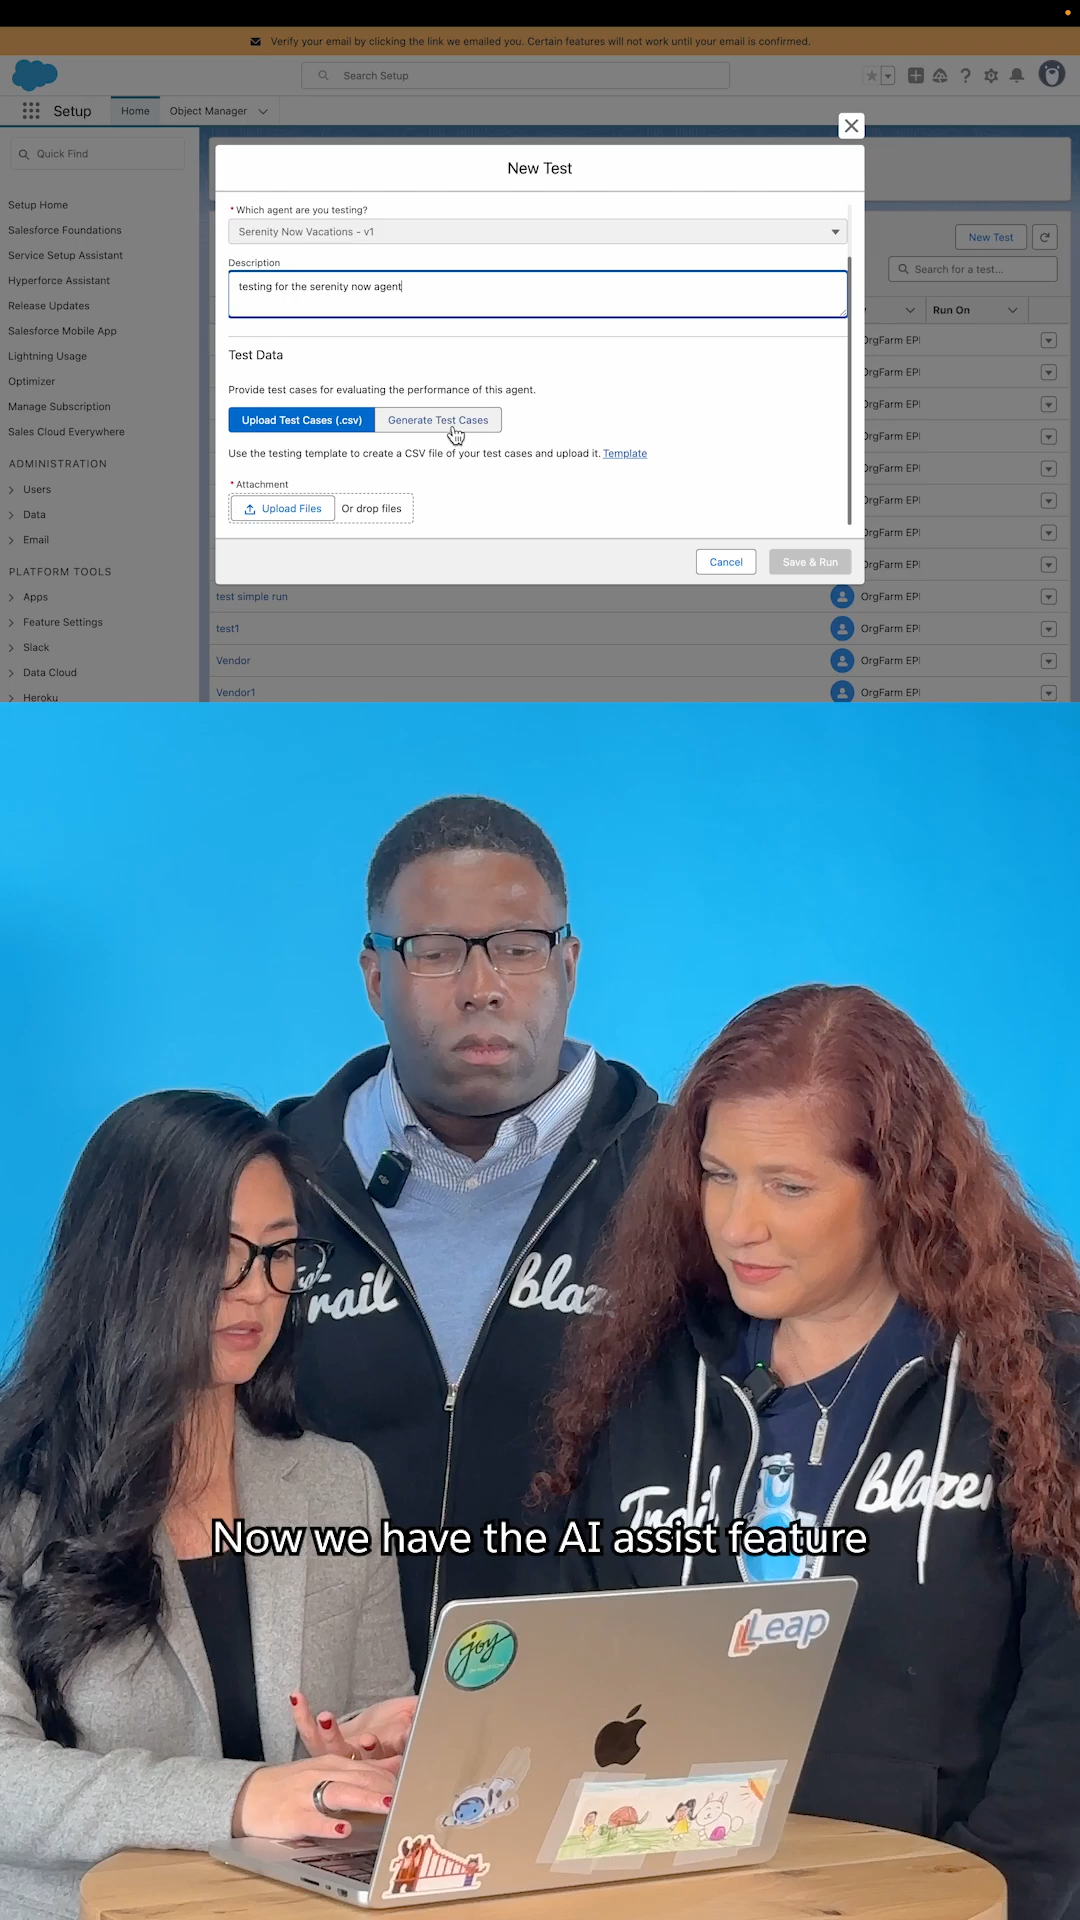 Verify your email by clicking the link we emailed you. Certain features will not work until your email is confirmed.
Search Setup
Setup
Home
Object Manager
Quick Find
Setup Home
Salesforce Foundations
Service Setup Assistant
Hyperforce Assistant
Release Updates
Salesforce Mobile App
Lightning Usage
Optimizer
Manage Subscription
Sales Cloud Everywhere
ADMINISTRATION
Users
Data
Email
PLATFORM TOOLS
Apps
Feature Settings
Slack
Data Cloud
Heroku
New Test
* Which agent are you testing?
Serenity Now Vacations - v1
Description
testing for the serenity now agent
Test Data
Provide test cases for evaluating the performance of this agent.
Upload Test Cases (.csv)
Generate Test Cases
Use the testing template to create a CSV file of your test cases and upload it. Template
* Attachment
Upload Files
Or drop files
Cancel
Save & Run
New Test
Search for a test...
Run On
OrgFarm EPI
OrgFarm EPI
OrgFarm EPI
OrgFarm EPI
OrgFarm EPI
OrgFarm EPI
OrgFarm EPI
OrgFarm EPI
test simple run
OrgFarm EPI
test1
OrgFarm EPI
Vendor
OrgFarm EPI
Vendor1
OrgFarm EPI
rail
blaz
Trail
blazer
Now we have the AI assist feature
joy
Leap